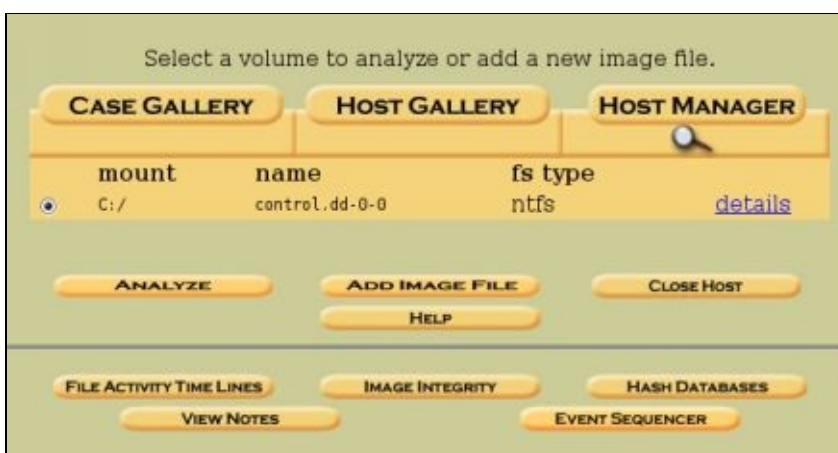 Select a volume to analyze or add a new image file.
CASE GALLERY HOST GALLERY HOST MANAGER
mount name fs type
C:/ control.dd-0-0 ntfs details
ANALYZE ADD IMAGE FILE CLOSE HOST
HELP
FILE ACTIVITY TIME LINES IMAGE INTEGRITY HASH DATABASES
VIEW NOTES EVENT SEQUENCER